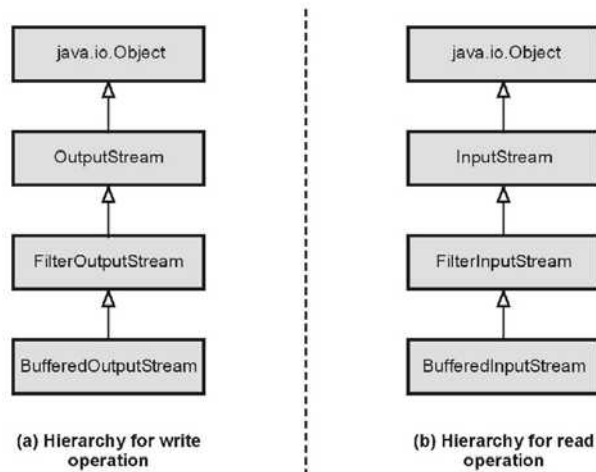 java.io.Object
OutputStream
FilterOutputStream
BufferedOutputStream
(a) Hierarchy for write
operation
java.io.Object
InputStream
FilterInputStream
BufferedInputStream
(b) Hierarchy for read
operation